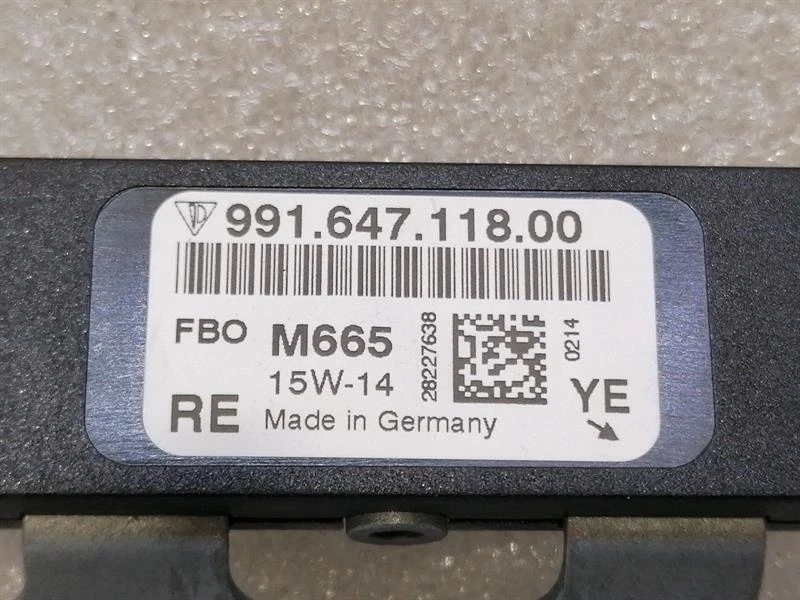 991.647.118.00
FBO M665
15W-14
RE Made in Germany
28227638
0214
YE